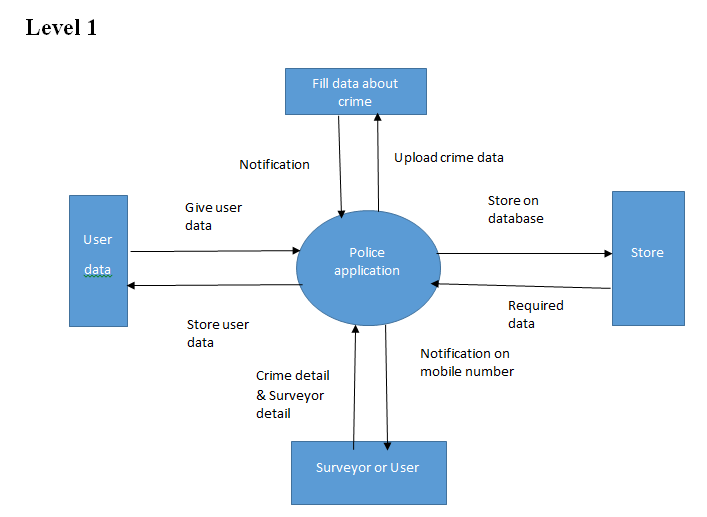 Level 1
Fill data about
crime
Notification
Upload crime data
Give user
data
Store on
database
User
data
Police
application
Store
Store user
data
Required
data
Crime detail
& Surveyor
detail
Notification on
mobile number
Surveyor or User